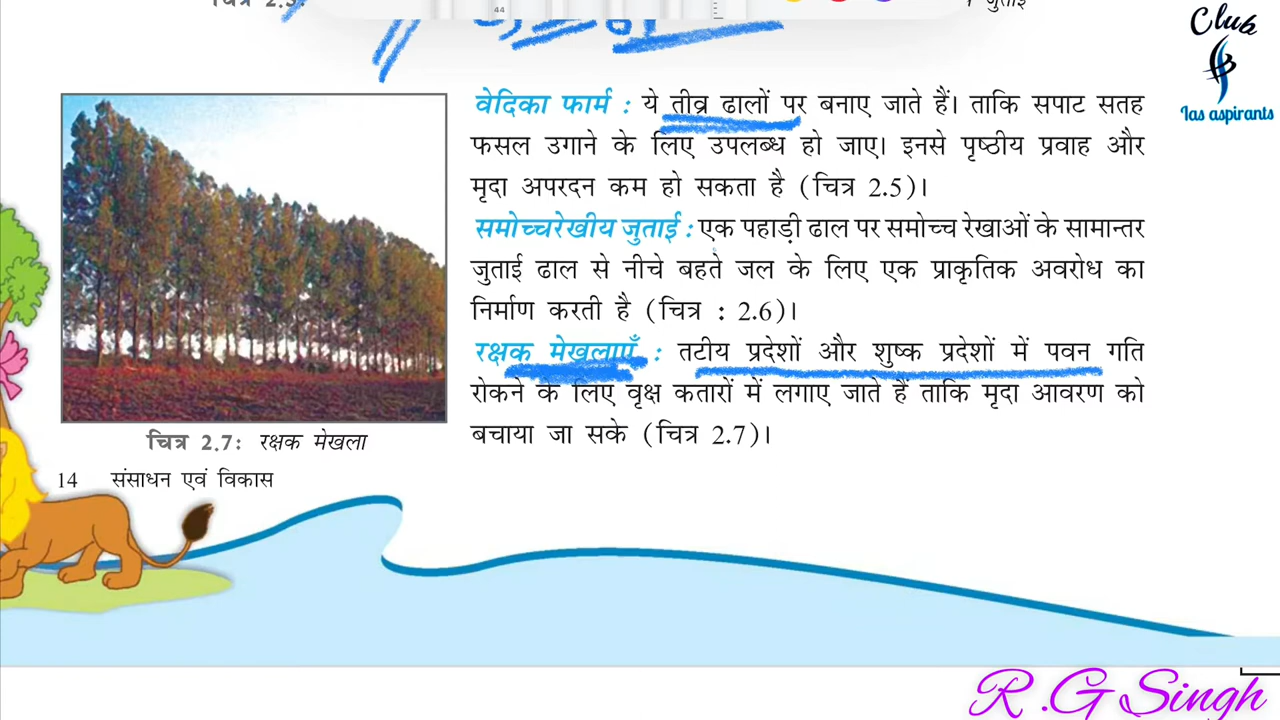 जुताई
Club
Ias aspirants
वेदिका फार्म : ये तीव्र ढालों पर बनाए जाते हैं। ताकि सपाट सतह
फसल उगाने के लिए उपलब्ध हो जाए। इनसे पृष्ठीय प्रवाह और
मृदा अपरदन कम हो सकता है (चित्र 2.5)।
समोच्चरेखीय जुताई : एक पहाड़ी ढाल पर समोच्च रेखाओं के सामान्तर
जुताई ढाल से नीचे बहते जल के लिए एक प्राकृतिक अवरोध का
निर्माण करती है (चित्र : 2.6)।
रक्षक मेखलाएँ : तटीय प्रदेशों और शुष्क प्रदेशों में पवन गति
रोकने के लिए वृक्ष कतारों में लगाए जाते हैं ताकि मृदा आवरण को
बचाया जा सके (चित्र 2.7)।
चित्र 2.7: रक्षक मेखला
14 संसाधन एवं विकास
R.G Singh